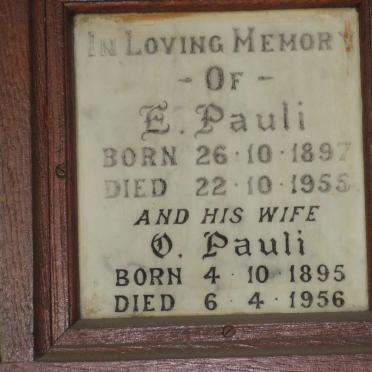 IN LOVING MEMORY
- OF -
E. Pauli
BORN 26 · 10 · 1897
DIED 22 · 10 · 1955
AND HIS WIFE
O. Pauli
BORN 4 · 10 · 1895
DIED 6 · 4 · 1956